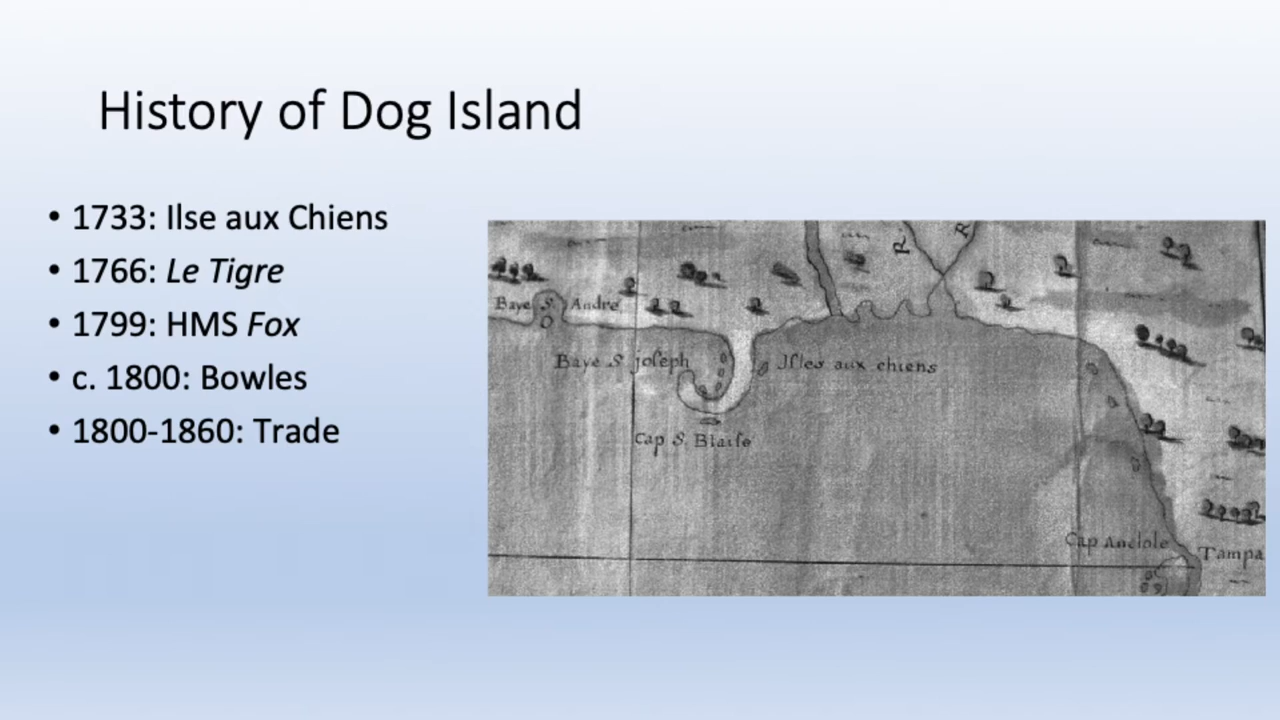 History of Dog Island
• 1733: Ilse aux Chiens
• 1766: Le Tigre
• 1799: HMS Fox
• c. 1800: Bowles
• 1800-1860: Trade
R
R
Baye S. Andre
Baye S joseph
Isles aux chiens
Cap S. Blaise
Cap Anclote
Tampa